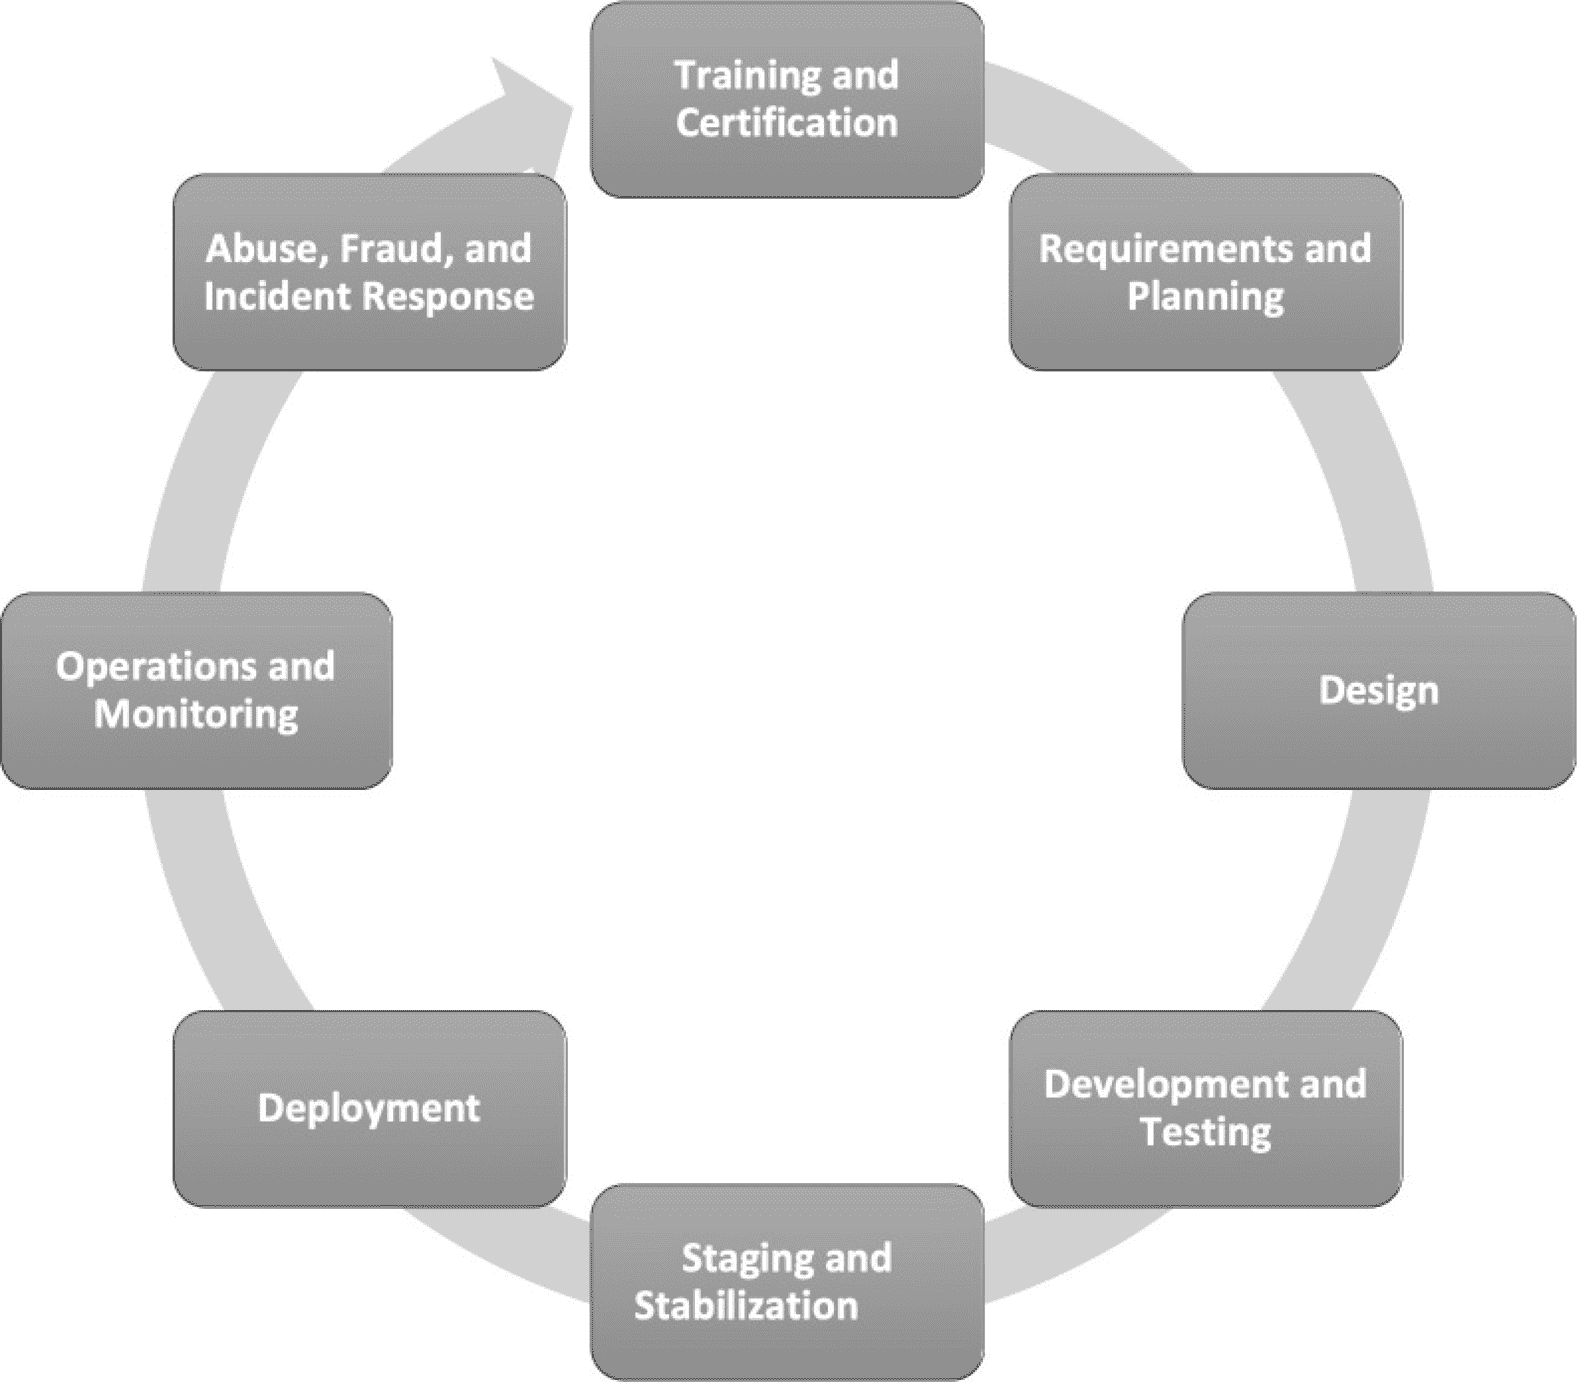 Training and
Certification
Requirements and
Planning
Design
Development and
Testing
Staging and
Stabilization
Deployment
Operations and
Monitoring
Abuse, Fraud, and
Incident Response